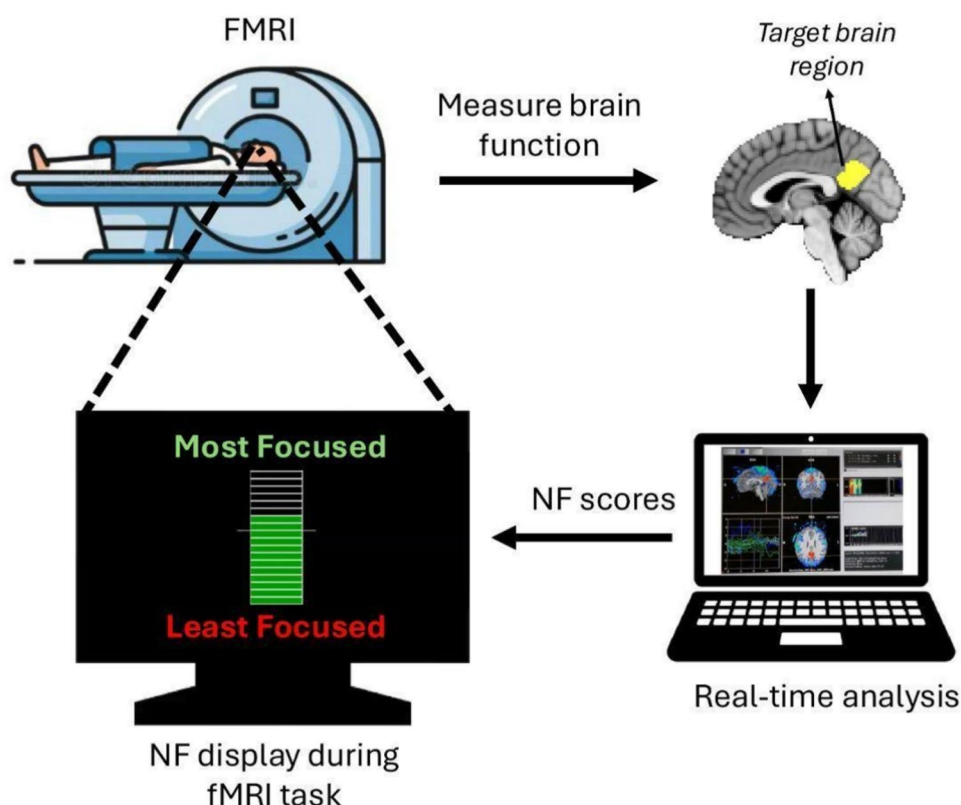 FMRI
Measure brain
function
Target brain
region
Most Focused
Least Focused
NF scores
Real-time analysis
NF display during
fMRI task